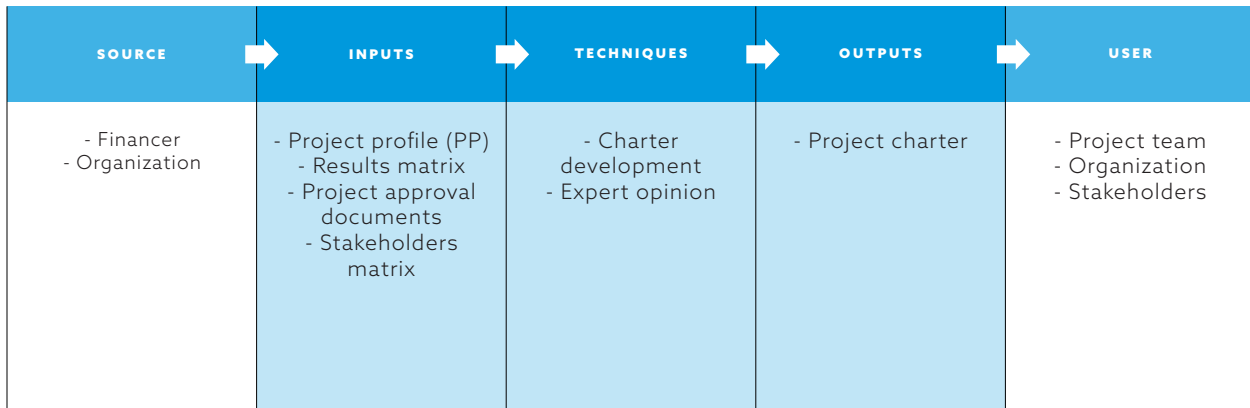 SOURCE
INPUTS
TECHNIQUES
OUTPUTS
USER
- Financer
- Organization
- Project profile (PP)
- Results matrix
- Project approval
documents
- Stakeholders
matrix
- Charter
development
- Expert opinion
- Project charter
- Project team
- Organization
- Stakeholders